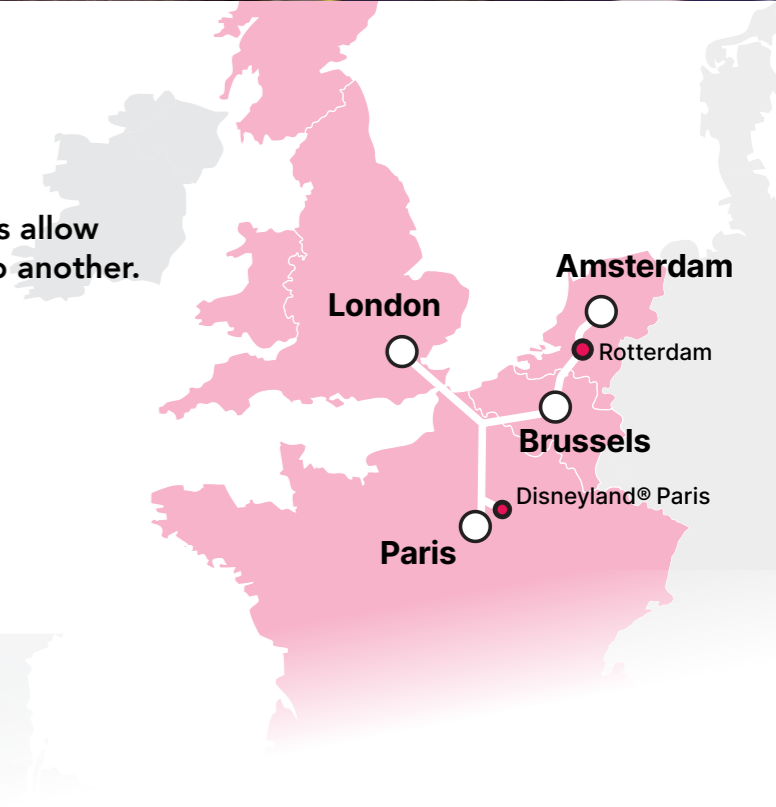 s allow
o another.
Amsterdam
London
Rotterdam
Brussels
Disneyland® Paris
Paris